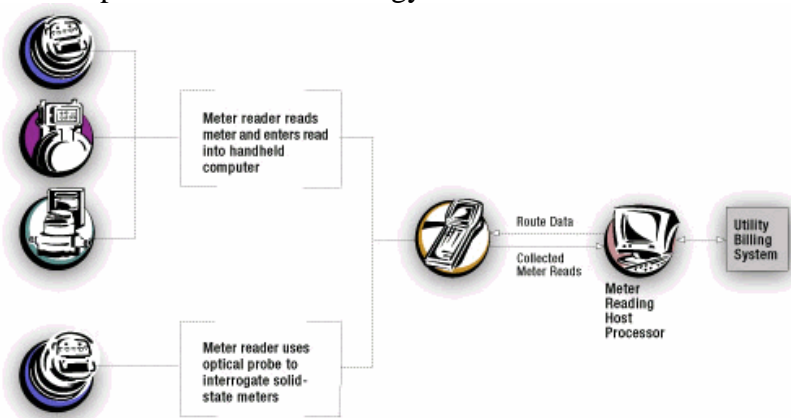 Meter reader reads
meter and enters read
into handheld
computer
Route Data
Collected
Meter Reads
Utility
Billing
System
Meter
Reading
Host
Processor
Meter reader uses
optical probe to
interrogate solid-
state meters